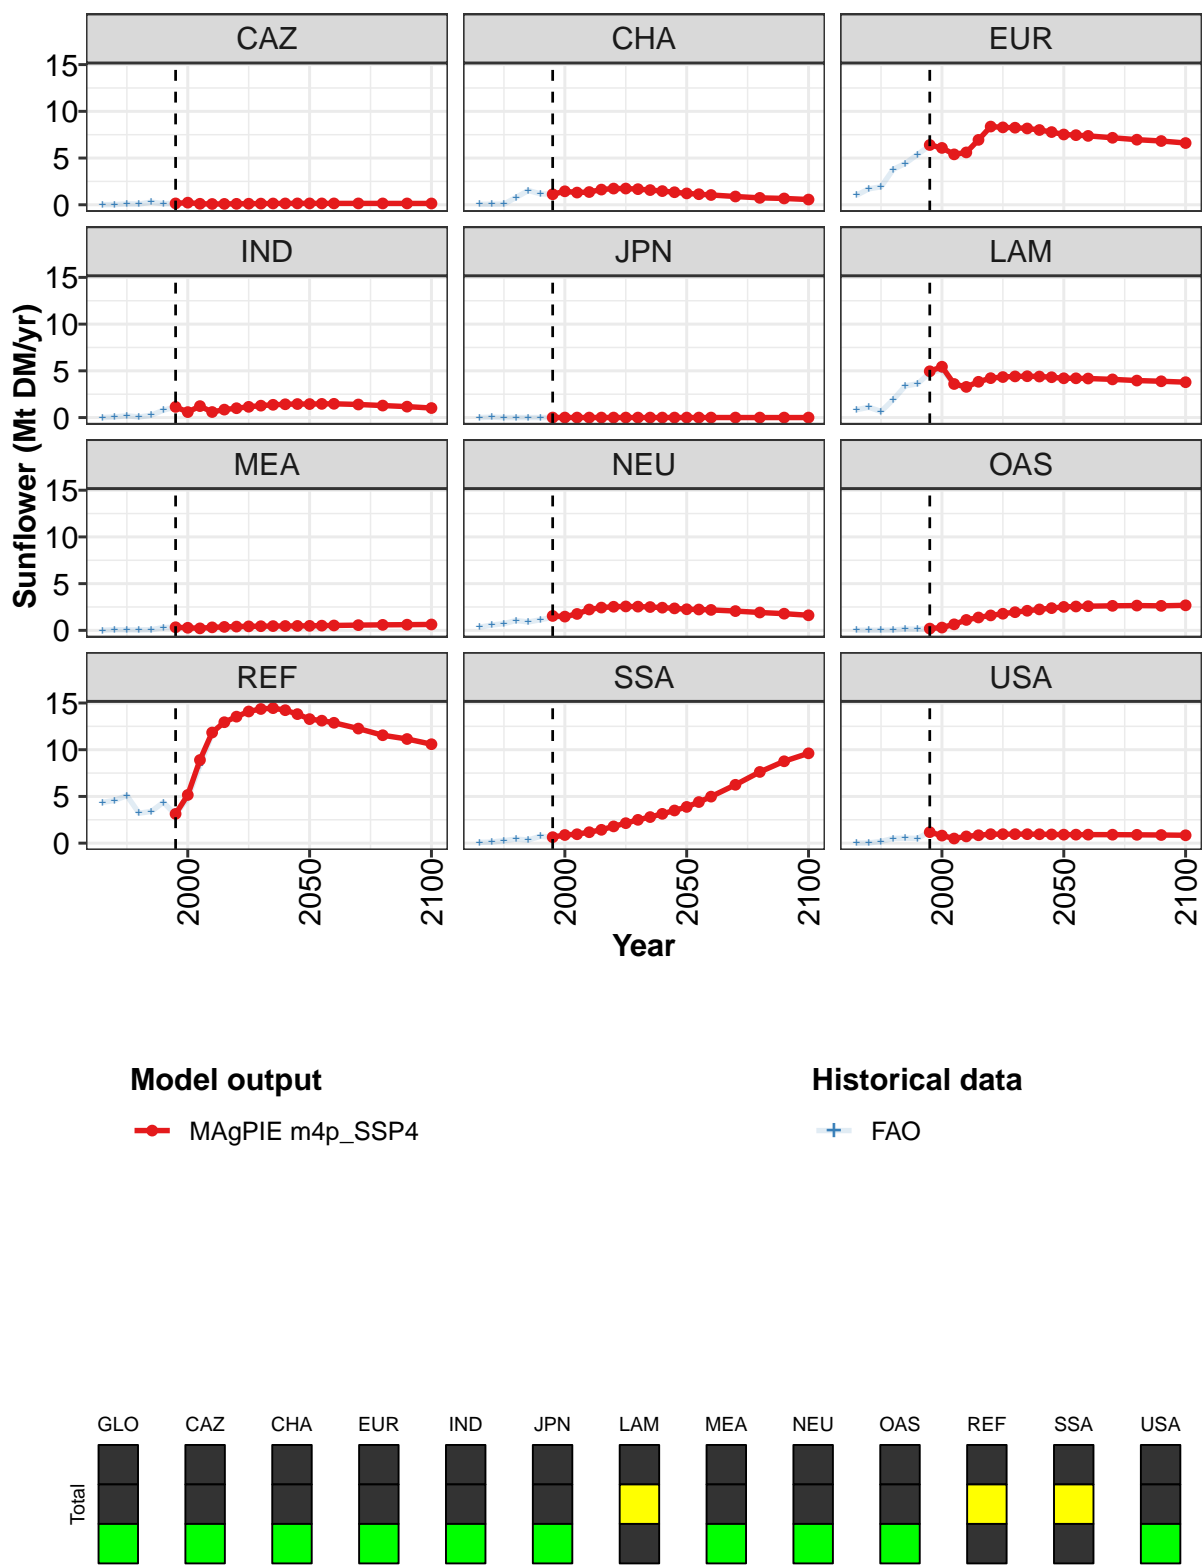 CAZ CHA EUR
15
10
5
0
IND JPN LAM
15
10
5
0
MEA NEU OAS
15
10
5
0
REF SSA USA
15
10
5
0
Sunflower (Mt DM/yr)
2000 2050 2100 2000 2050 2100 2000 2050 2100
Year
Model output Historical data
MAgPIE m4p_SSP4 FAO
GLO CAZ CHA EUR IND JPN LAM MEA NEU OAS REF SSA USA
Total